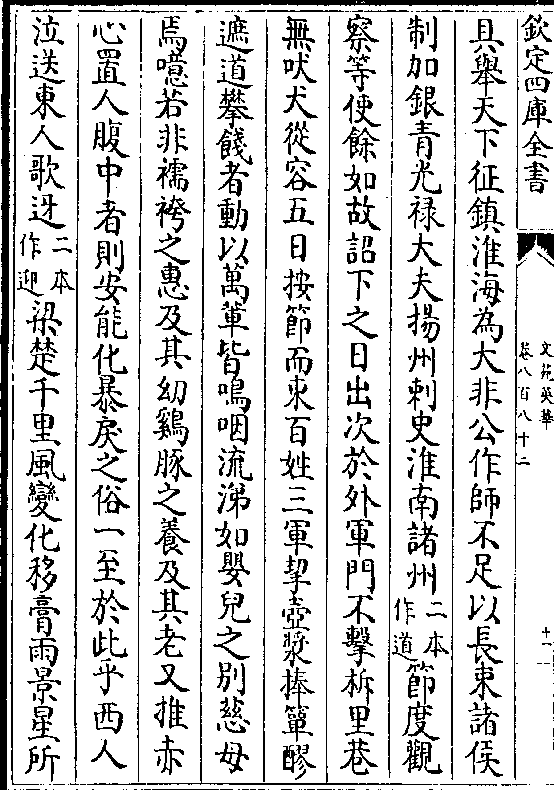 欽定四庫全書
文苑英華
卷八百八十二
十一
具舉天下征鎮淮海為大非公作師不足以長東諸侯
制加銀青光禄大夫揚州刺史淮南諸州二本作道節度觀
察等使餘如故詔下之日出次於外軍門不擊柝里巷
無吠犬從容五日按節而東百姓三軍挈壺漿捧簞醪
遮道攀餞者動以萬輩皆嗚咽流涕如嬰兒之别慈母
焉噫若非襦袴之惠及其幼鷄豚之養及其老又推赤
心置人腹中者則安能化暴戾之俗一至於此乎西人
泣送東人歌迓二本作迎梁楚千里風變化移膏雨景星所